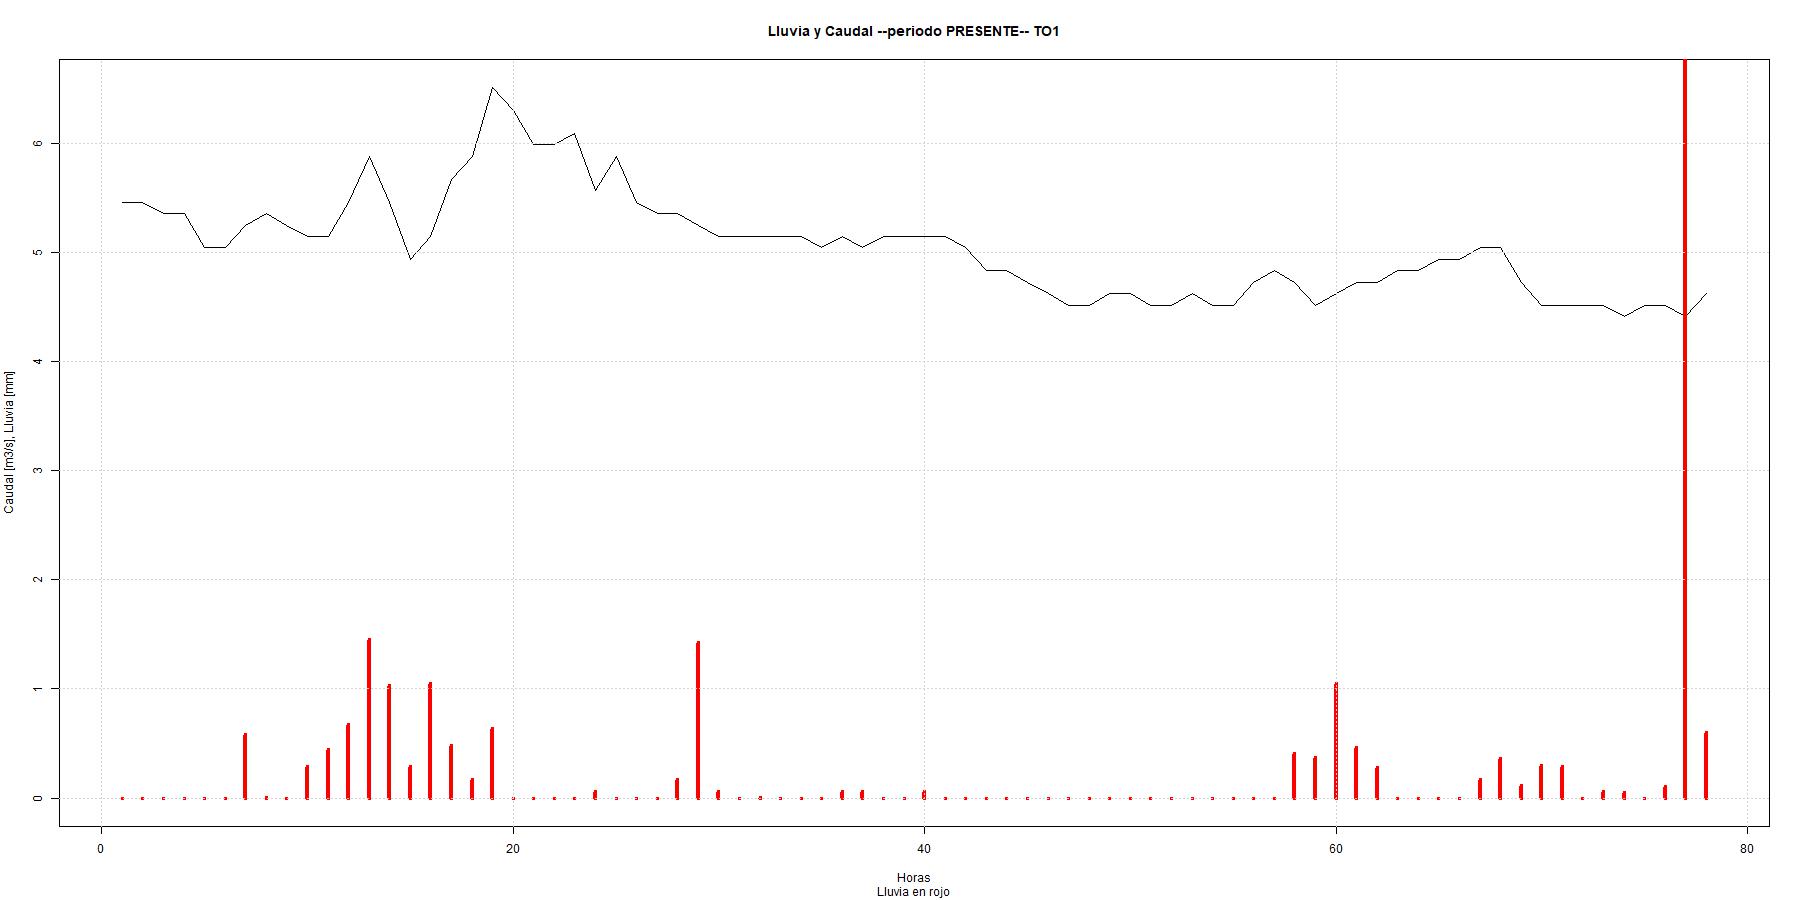 Lluvia y Caudal --periodo PRESENTE-- TO1
Caudal [m3/s], Lluvia [mm]
6
5
4
3
2
1
0
0 20 40 60 80
Horas
Lluvia en rojo